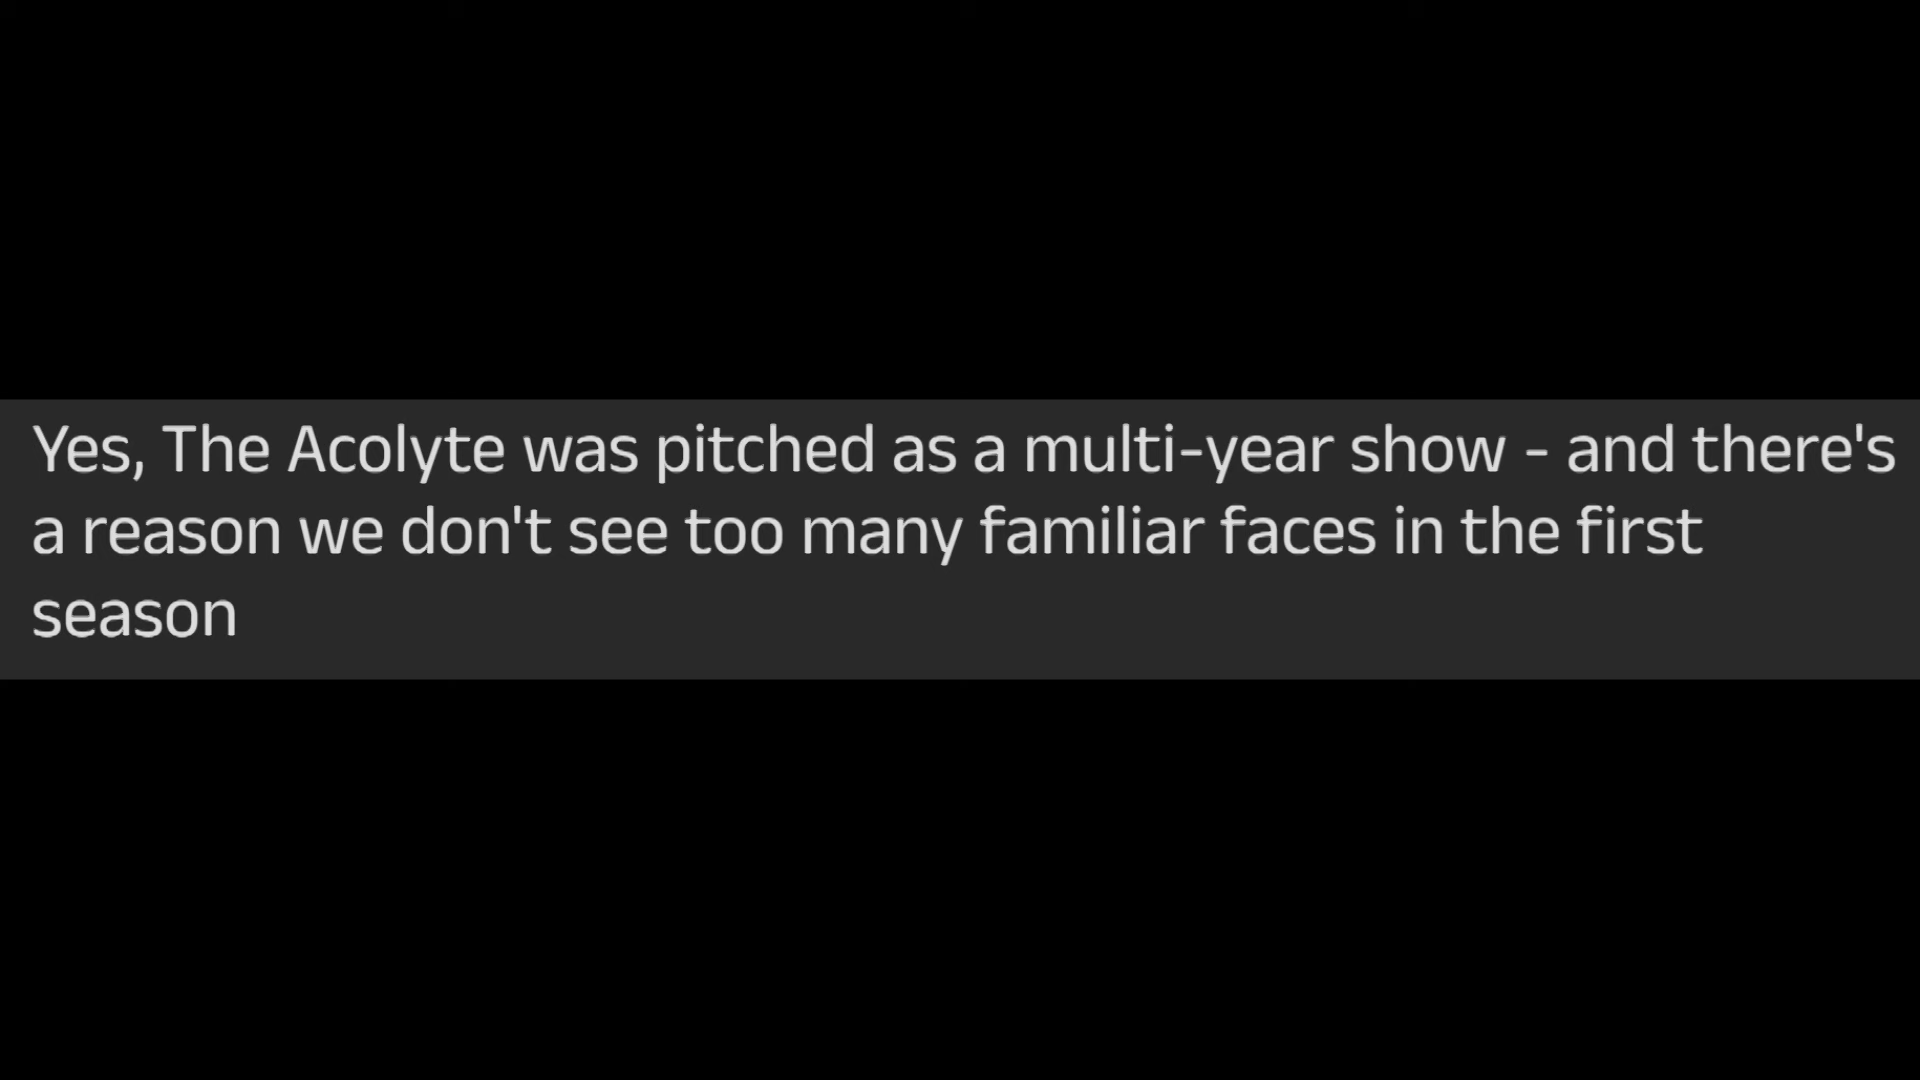 Yes, The Acolyte was pitched as a multi-year show - and there's
a reason we don't see too many familiar faces in the first
season